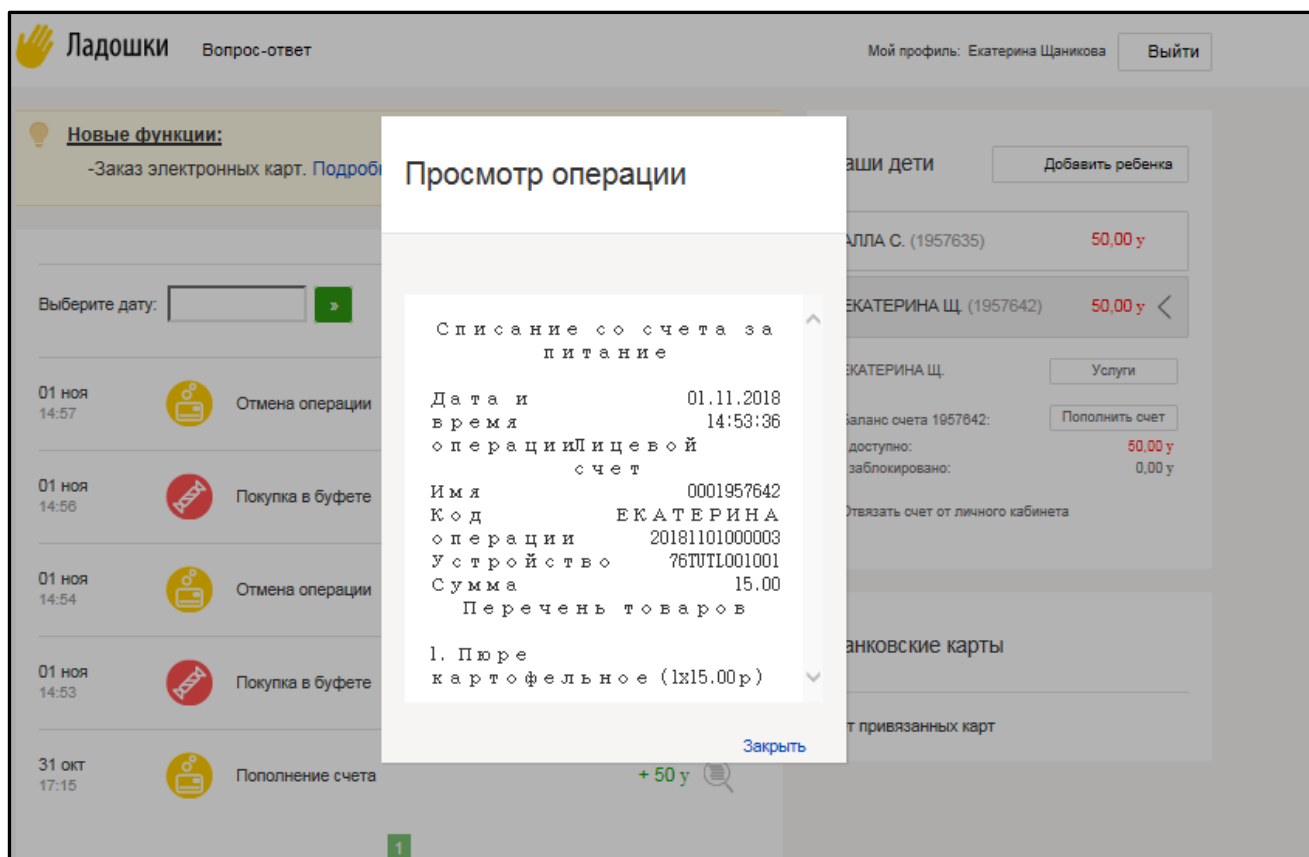 Ладошки
Вопрос-ответ
Мой профиль: Екатерина Щаникова
Выйти
Новые функции:
-Заказ электронных карт.
Выберите дату:
»
01 ноя
14:57
Отмена операции
01 ноя
14:56
Покупка в буфете
01 ноя
14:54
Отмена операции
01 ноя
14:53
Покупка в буфете
31 окт
17:15
Пополнение счета
+ 50 у
1
Просмотр операции
Списание со счета за
питание
Дата и 01.11.2018
время 14:53:36
операцииЛицевой
счет
Имя 0001957642
Код ЕКАТЕРИНА
операции 20181101000003
Устройство 76TUTL001001
Сумма 15.00
Перечень товаров
1. Пюре
картофельное (1x15.00р)
Закрыть
аши дети
Добавить ребенка
АЛЛА С. (1957635) 50,00 у
ЕКАТЕРИНА Щ. (1957642) 50,00 у
ЕКАТЕРИНА Щ.
Услуги
Баланс счета 1957642:
Пополнить счет
доступно: 50,00 у
заблокировано: 0,00 у
Отвязать счет от личного кабинета
анковские карты
т привязанных карт